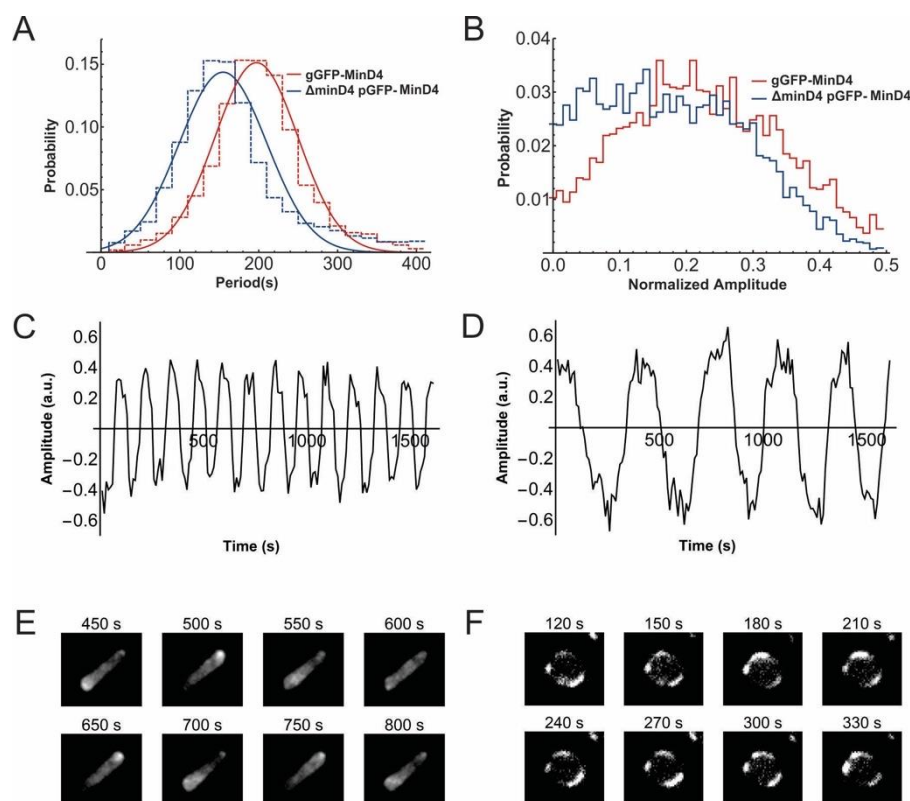 A
0.15
0.10
0.05
Probability
gGFP-MinD4
ΔminD4 pGFP- MinD4
0 100 200 300 400
Period(s)
B
0.04
0.03
0.02
0.01
0
Probability
gGFP-MinD4
ΔminD4 pGFP- MinD4
0.0 0.1 0.2 0.3 0.4 0.5
Normalized Amplitude
C
0.6
0.4
0.2
−0.2
−0.4
−0.6
Amplitude (a.u.)
500 1000 1500
Time (s)
D
0.6
0.4
0.2
−0.2
−0.4
−0.6
Amplitude (a.u.)
500 1000 1500
Time (s)
E
450 s 500 s 550 s 600 s
650 s 700 s 750 s 800 s
F
120 s 150 s 180 s 210 s
240 s 270 s 300 s 330 s